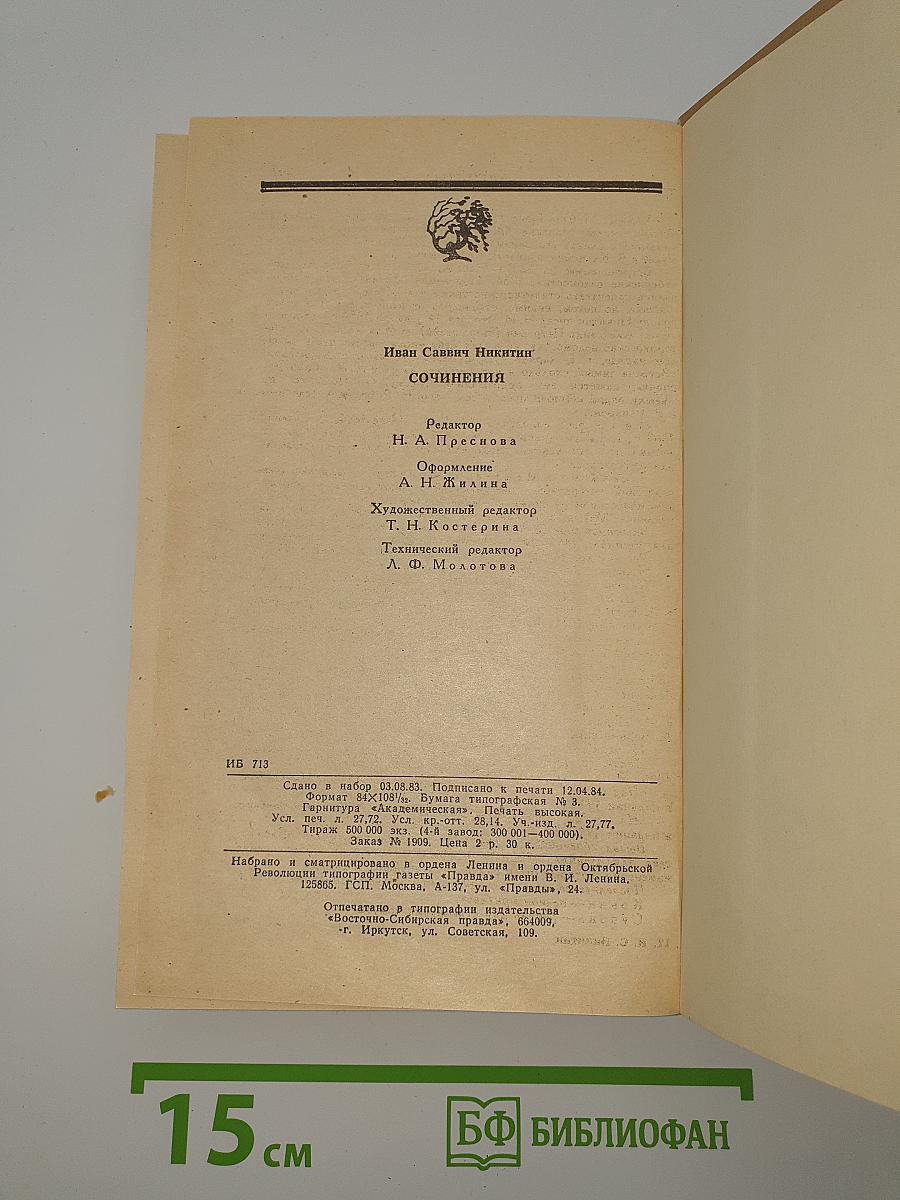 Иван Саввич Никитин
СОЧИНЕНИЯ
Редактор
Н. А. Преснова
Оформление
А. Н. Жилина
Художественный редактор
Т. Н. Костерина
Технический редактор
Л. Ф. Молотова
ИБ 713
Сдано в набор 03.08.83. Подписано к печати 12.04.84.
Формат 84×108¹/₃₂. Бумага типографская № 3.
Гарнитура «Академическая». Печать высокая.
Усл. печ. л. 27,72. Усл. кр.-отт. 28,14. Уч.-изд. л. 27,77.
Тираж 500 000 экз. (4-й завод: 300 001—400 000).
Заказ № 1909. Цена 2 р. 30 к.
Набрано и сматрицировано в ордена Ленина и ордена Октябрьской
Революции типографии газеты «Правда» имени В. И. Ленина.
125865. ГСП. Москва, А-137, ул. «Правды», 24.
Отпечатано в типографии издательства
«Восточно-Сибирская правда», 664009,
г. Иркутск, ул. Советская, 109.
15 см
БФ БИБЛИОФАН